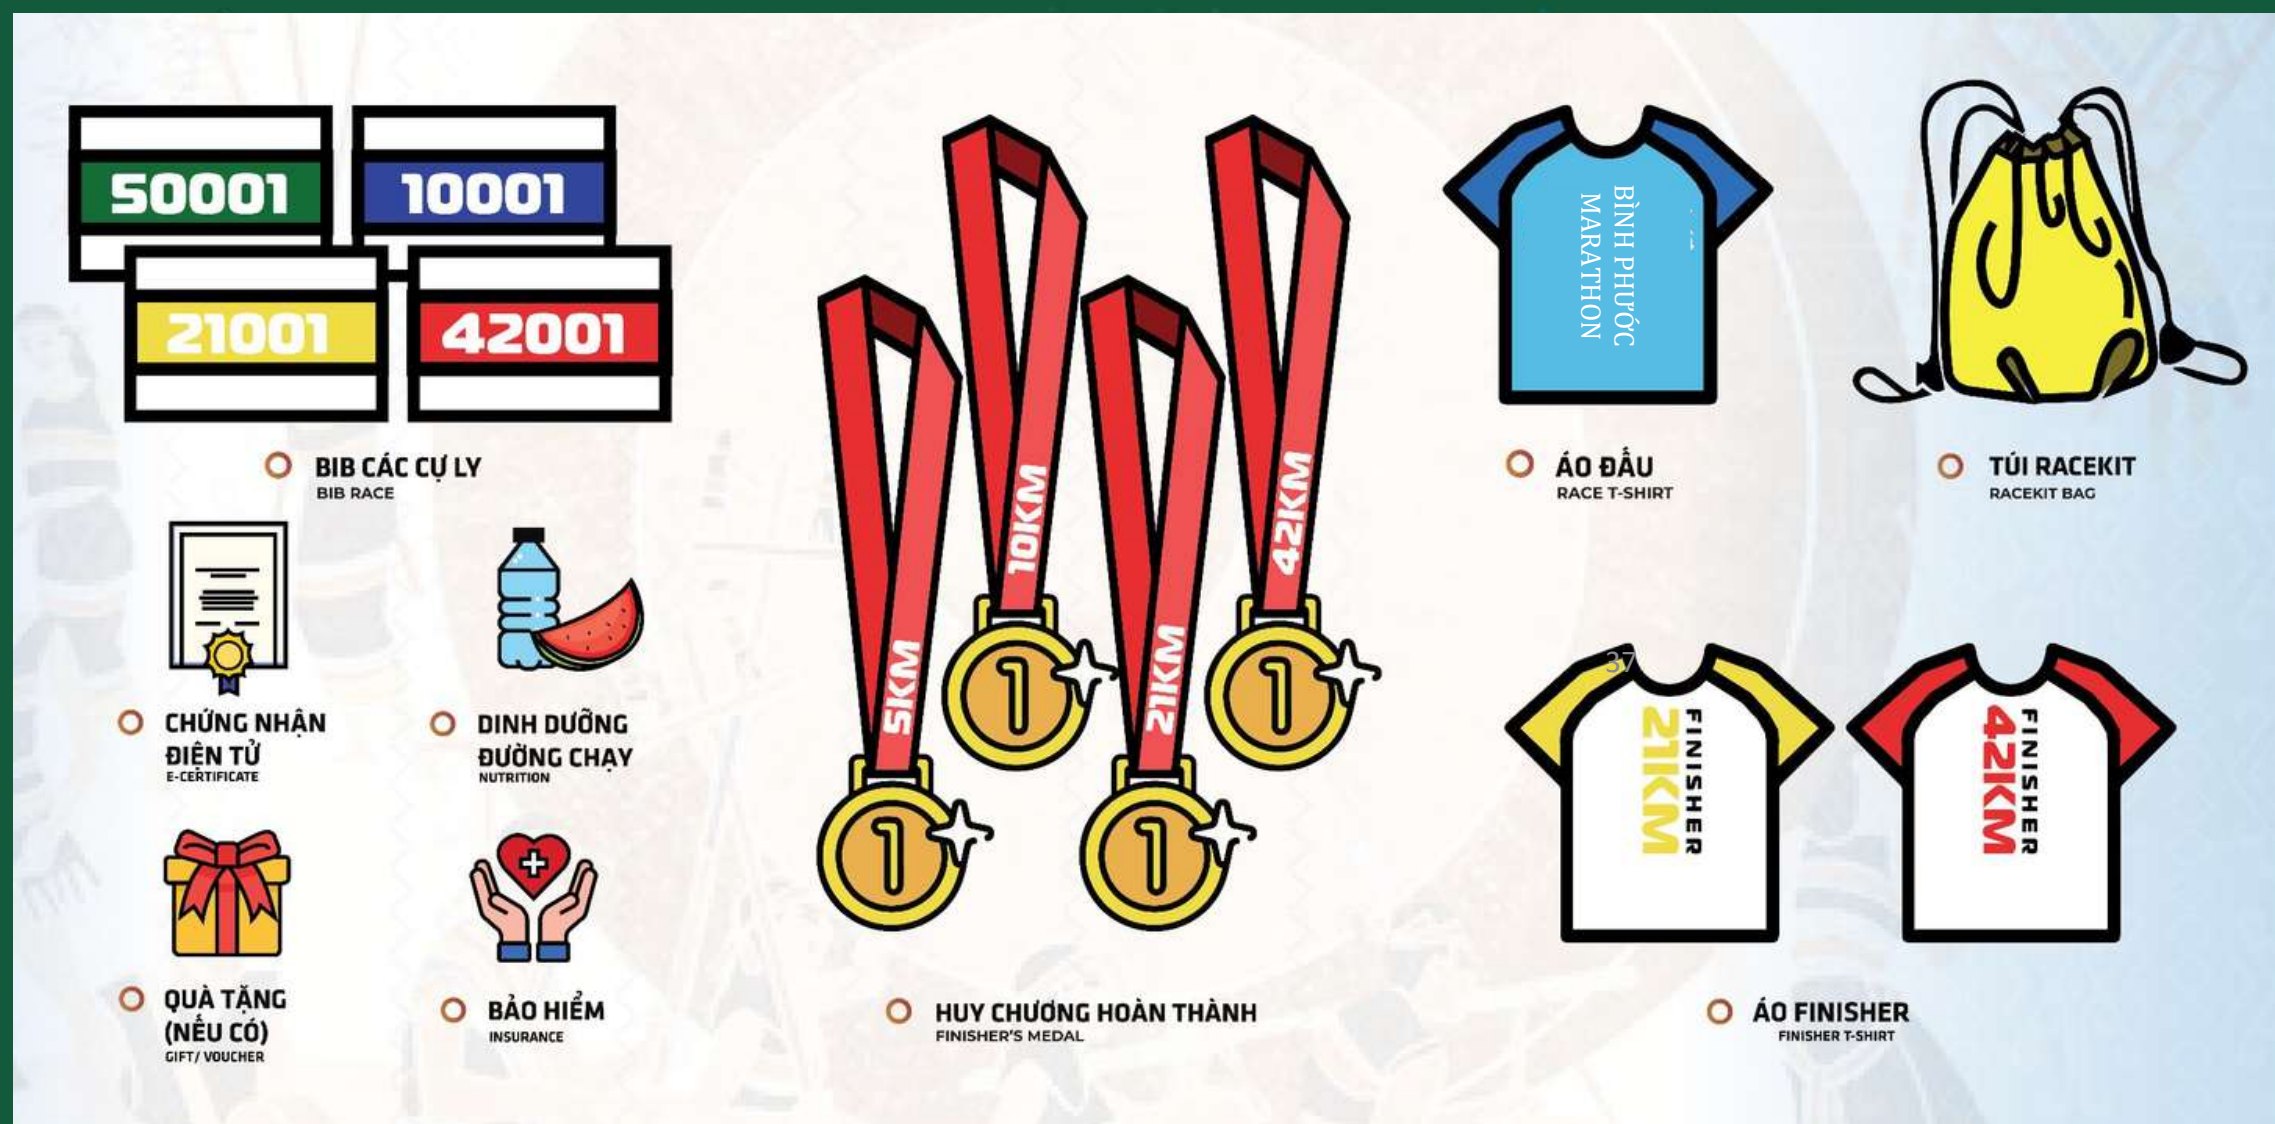 50001
10001
21001
42001
BIB CÁC CỰ LY
BIB RACE
CHỨNG NHẬN
ĐIỆN TỬ
E-CERTIFICATE
DINH DƯỠNG
ĐƯỜNG CHẠY
NUTRITION
QUÀ TẶNG
(NẾU CÓ)
GIFT/ VOUCHER
BẢO HIỂM
INSURANCE
5KM
10KM
21KM
42KM
HUY CHƯƠNG HOÀN THÀNH
FINISHER'S MEDAL
BÌNH PHƯỚC
MARATHON
ÁO ĐẤU
RACE T-SHIRT
TÚI RACEKIT
RACEKIT BAG
37
FINISHER
21KM
FINISHER
42KM
ÁO FINISHER
FINISHER T-SHIRT